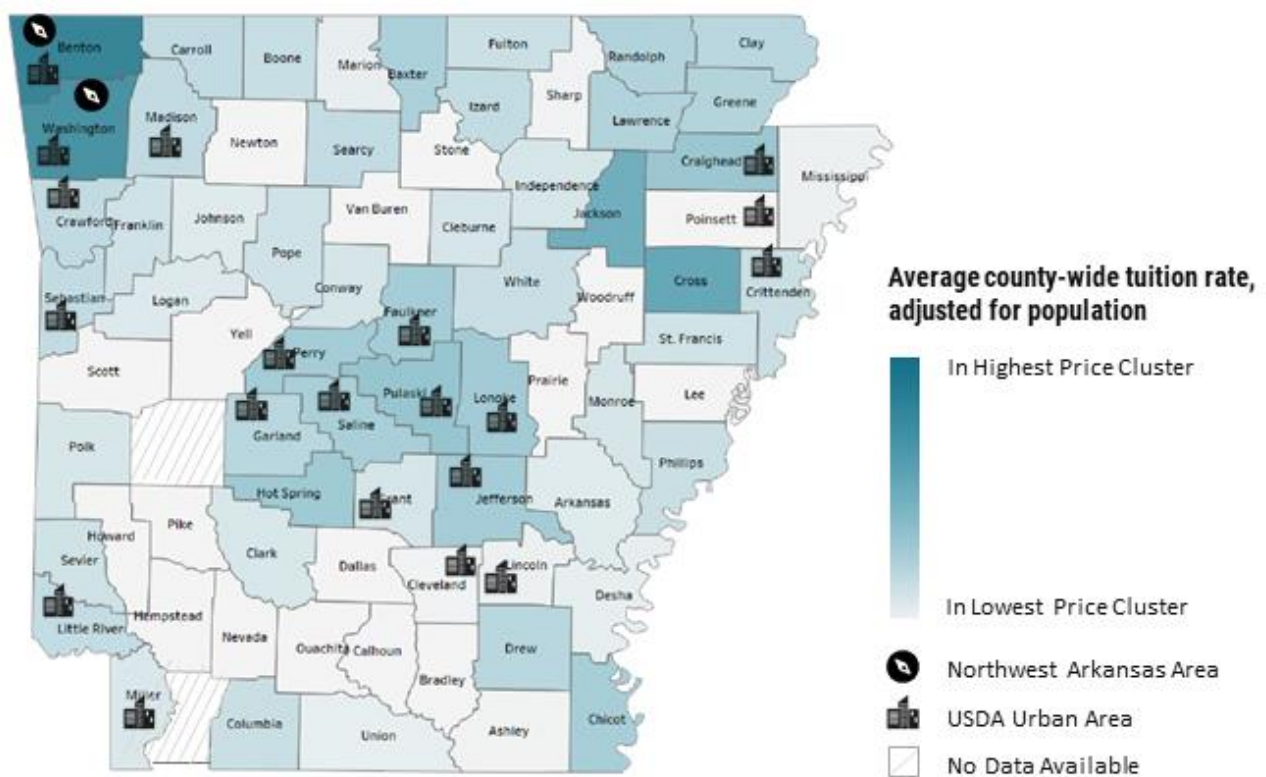 Benton
Carroll
Boone
Marion
Baxter
Fulton
Randolph
Clay
Izard
Sharp
Greene
Lawrence
Washington
Madison
Newton
Searcy
Stone
Independence
Jackson
Craighead
Mississippi
Poinsett
Crawford
Franklin
Johnson
Van Buren
Cleburne
Pope
White
Cross
Crittenden
Sebastian
Logan
Conway
Faulkner
Woodruff
St. Francis
Yell
Perry
Scott
Pulaski
Lonoke
Prairie
Monroe
Lee
Garland
Saline
Polk
Phillips
Hot Spring
Jefferson
Arkansas
Howard
Pike
Clark
Sevier
Dallas
Cleveland
Lincoln
Desha
Little River
Hempstead
Nevada
Ouachita
Calhoun
Drew
Bradley
Miller
Columbia
Union
Ashley
Chicot
Average county-wide tuition rate,
adjusted for population
In Highest Price Cluster
In Lowest Price Cluster
Northwest Arkansas Area
USDA Urban Area
No Data Available